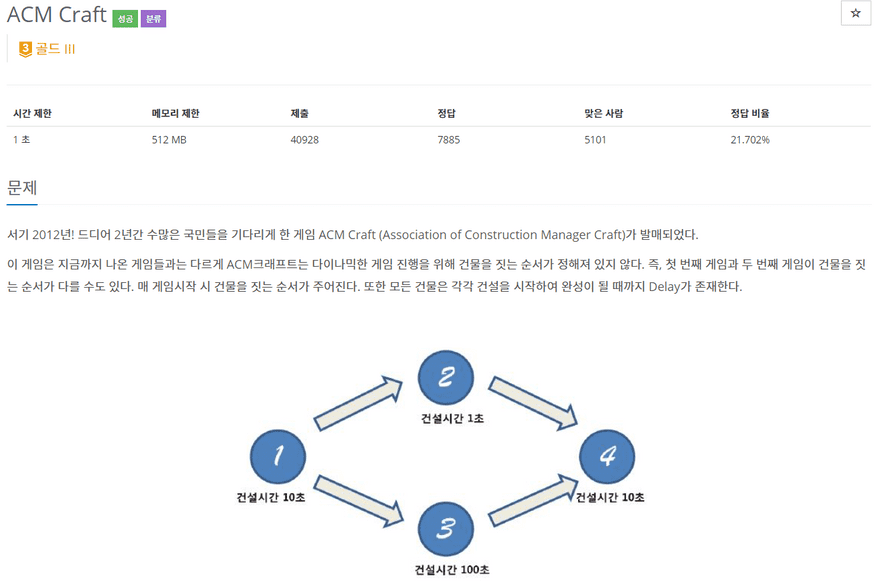 ACM Craft 성공 분류
☆
3 골드 III
시간 제한 메모리 제한 제출 정답 맞은 사람 정답 비율
1 초 512 MB 40928 7885 5101 21.702%
문제
서기 2012년! 드디어 2년간 수많은 국민들을 기다리게 한 게임 ACM Craft (Association of Construction Manager Craft)가 발매되었다.
이 게임은 지금까지 나온 게임들과는 다르게 ACM크래프트는 다이나믹한 게임 진행을 위해 건물을 짓는 순서가 정해져 있지 않다. 즉, 첫 번째 게임과 두 번째 게임이 건물을 짓
는 순서가 다를 수도 있다. 매 게임시작 시 건물을 짓는 순서가 주어진다. 또한 모든 건물은 각각 건설을 시작하여 완성이 될 때까지 Delay가 존재한다.
2
건설시간 1초
1
건설시간 10초
4
건설시간 10초
3
건설시간 100초